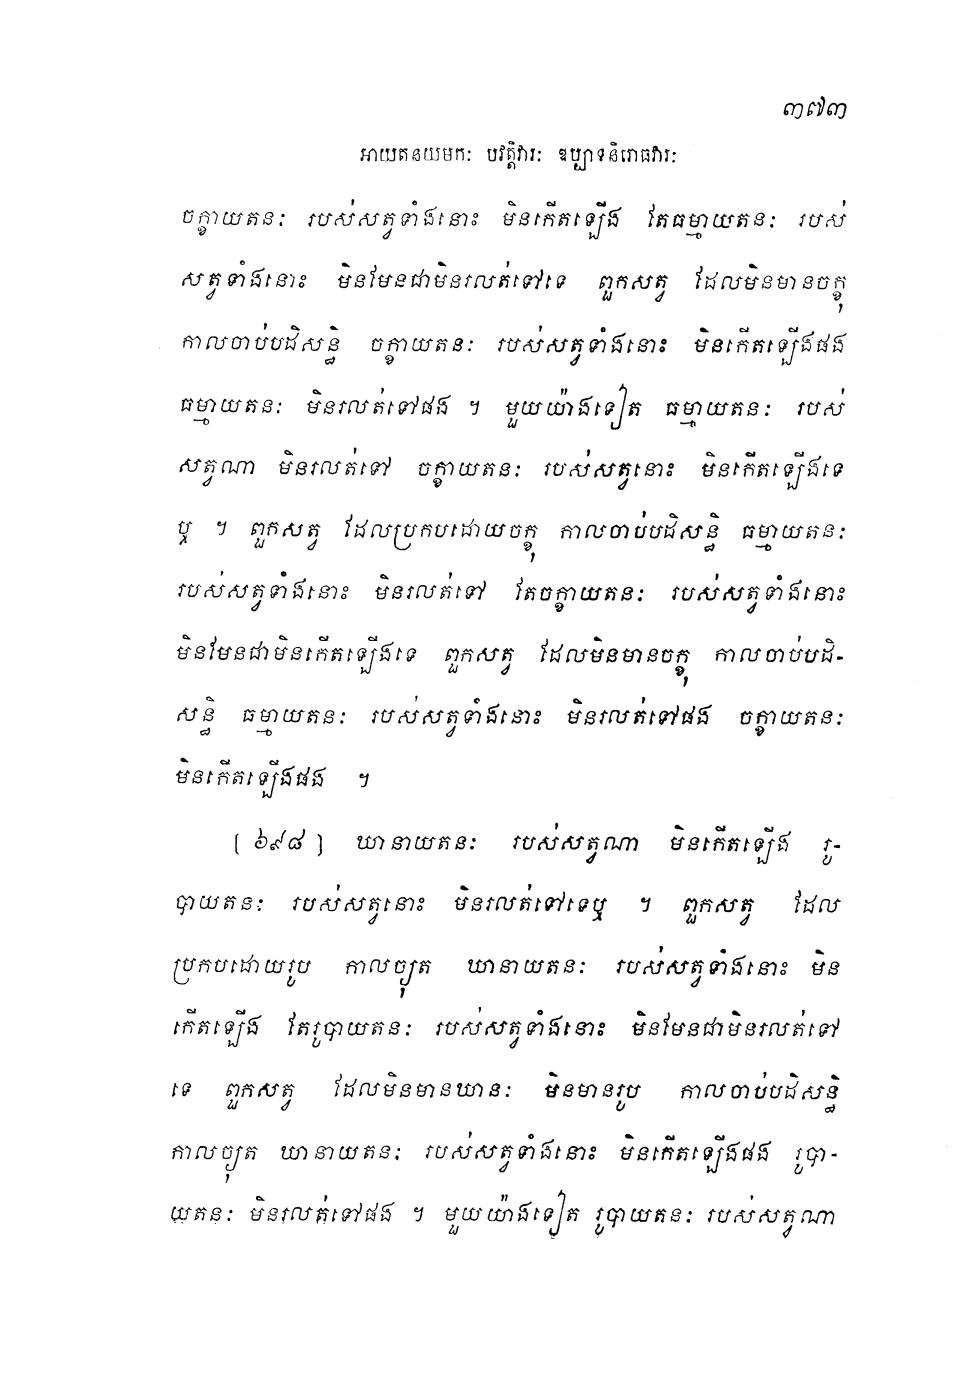 ៣៧៣
អាយតនយមកៈ បវត្តិវារៈ ឧប្បាទនិរោធវារៈ
ចក្ខាយតនៈ របស់សត្វទាំងនោះ មិនកើតឡើង តែធម្មាយតនៈ របស់
សត្វទាំងនោះ មិនមែនជាមិនរលត់ទៅទេ ពួកសត្វ ដែលមិនមានចក្ខុ
កាលចាប់បដិសន្ធិ ចក្ខាយតនៈ របស់សត្វទាំងនោះ មិនកើតឡើងផង
ធម្មាយតនៈ មិនរលត់ទៅផង ។ មួយយ៉ាងទៀត ធម្មាយតនៈ របស់
សត្វណា មិនរលត់ទៅ ចក្ខាយតនៈ របស់សត្វនោះ មិនកើតឡើងទេ
ឬ ។ ពួកសត្វ ដែលប្រកបដោយចក្ខុ កាលចាប់បដិសន្ធិ ធម្មាយតនៈ
របស់សត្វទាំងនោះ មិនរលត់ទៅ តែចក្ខាយតនៈ របស់សត្វទាំងនោះ
មិនមែនជាមិនកើតឡើងទេ ពួកសត្វ ដែលមិនមានចក្ខុ កាលចាប់បដិ-
សន្ធិ ធម្មាយតនៈ របស់សត្វទាំងនោះ មិនរលត់ទៅផង ចក្ខាយតនៈ
មិនកើតឡើងផង ។
[ ៦៩៨ ] ឃានាយតនៈ របស់សត្វណា មិនកើតឡើង រូ-
បាយតនៈ របស់សត្វនោះ មិនរលត់ទៅទេឬ ។ ពួកសត្វ ដែល
ប្រកបដោយរូប កាលច្យុត ឃានាយតនៈ របស់សត្វទាំងនោះ មិន
កើតឡើង តែរូបាយតនៈ របស់សត្វទាំងនោះ មិនមែនជាមិនរលត់ទៅ
ទេ ពួកសត្វ ដែលមិនមានឃានៈ មិនមានរូប កាលចាប់បដិសន្ធិ
កាលច្យុត ឃានាយតនៈ របស់សត្វទាំងនោះ មិនកើតឡើងផង រូបា-
យតនៈ មិនរលត់ទៅផង ។ មួយយ៉ាងទៀត រូបាយតនៈ របស់សត្វណា